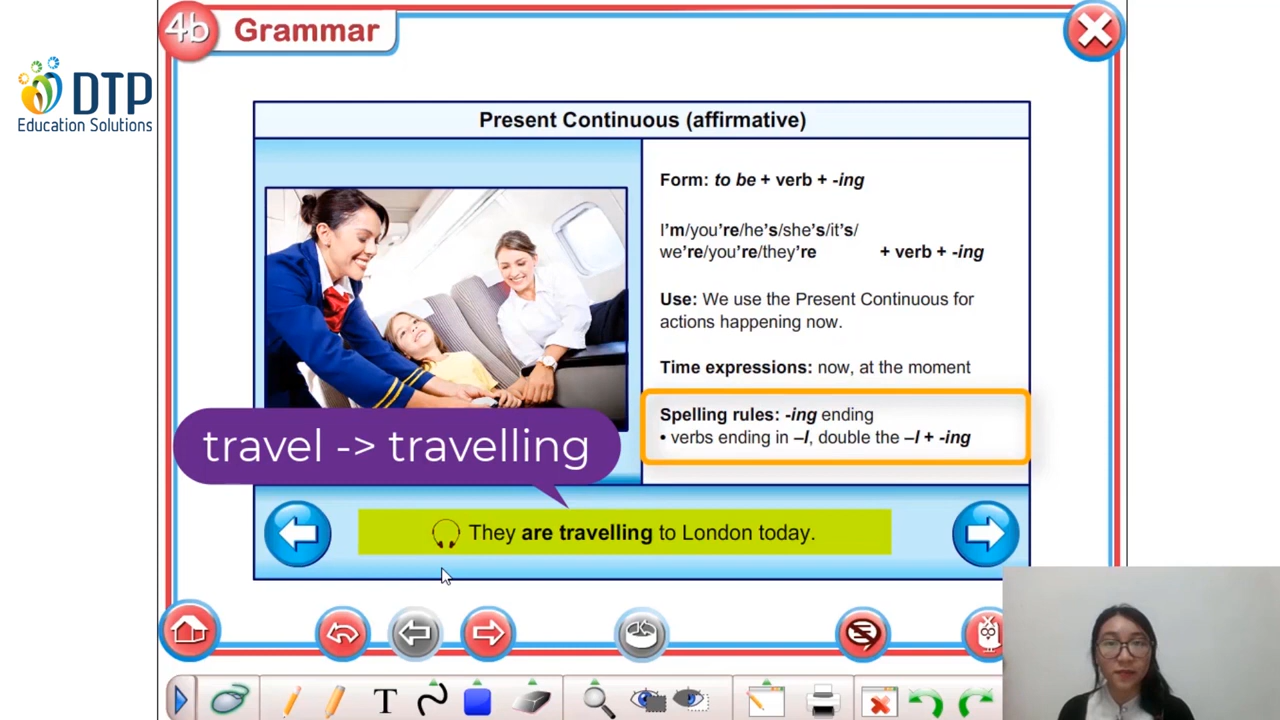 4b Grammar
DTP
Education Solutions
Present Continuous (affirmative)
Form: to be + verb + -ing
I'm/you're/he's/she's/it's/
we're/you're/they're + verb + -ing
Use: We use the Present Continuous for
actions happening now.
Time expressions: now, at the moment
Spelling rules: -ing ending
• verbs ending in –l, double the –l + -ing
travel -> travelling
They are travelling to London today.
T